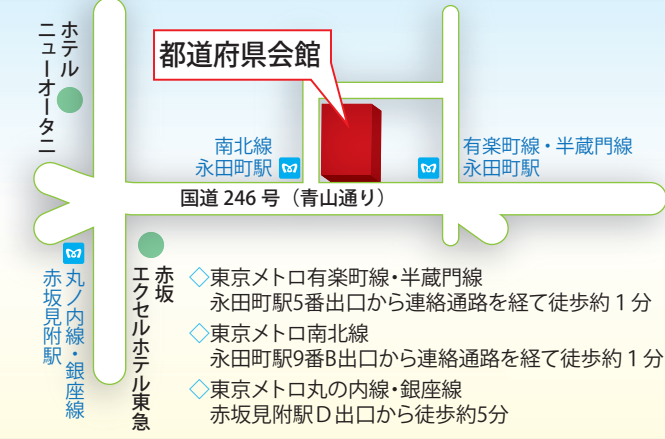 ホテル
ニューオータニ
都道府県会館
南北線
永田町駅
有楽町線・半蔵門線
永田町駅
国道 246 号（青山通り）
丸ノ内線・銀座線
赤坂見附駅
赤坂
エクセルホテル東急
◇東京メトロ有楽町線・半蔵門線
永田町駅5番出口から連絡通路を経て徒歩約 1 分
◇東京メトロ南北線
永田町駅9番B出口から連絡通路を経て徒歩約 1 分
◇東京メトロ丸の内線・銀座線
赤坂見附駅D出口から徒歩約5分